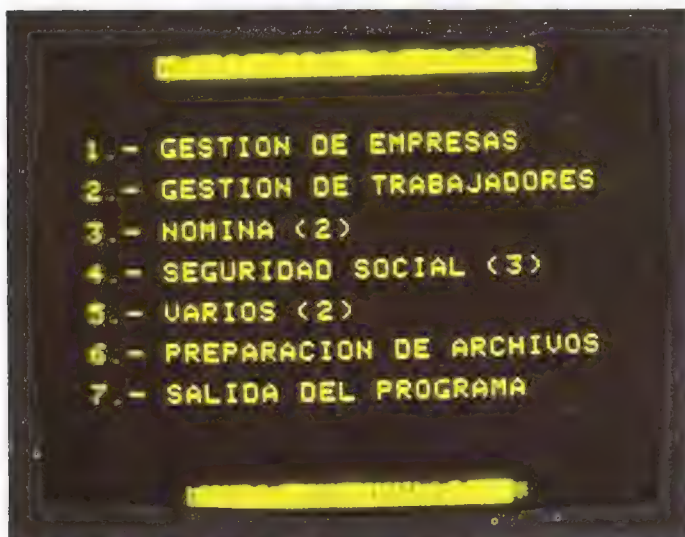 1.- GESTION DE EMPRESAS
2.- GESTION DE TRABAJADORES
3.- NOMINA (2)
4.- SEGURIDAD SOCIAL (3)
5.- VARIOS (2)
6.- PREPARACION DE ARCHIVOS
7.- SALIDA DEL PROGRAMA